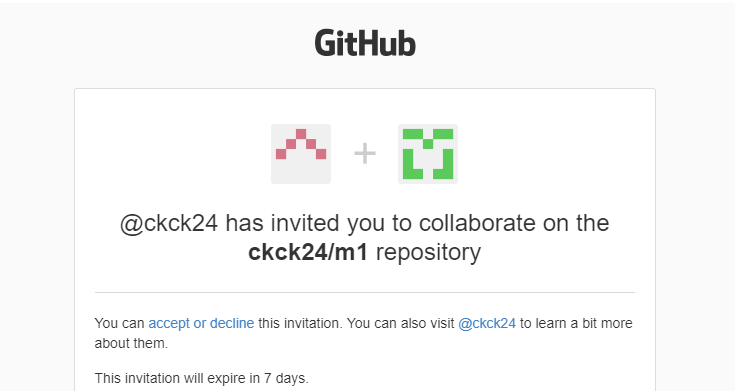 GitHub
@ckck24 has invited you to collaborate on the
ckck24/m1 repository
You can accept or decline this invitation. You can also visit @ckck24 to learn a bit more
about them.
This invitation will expire in 7 days.